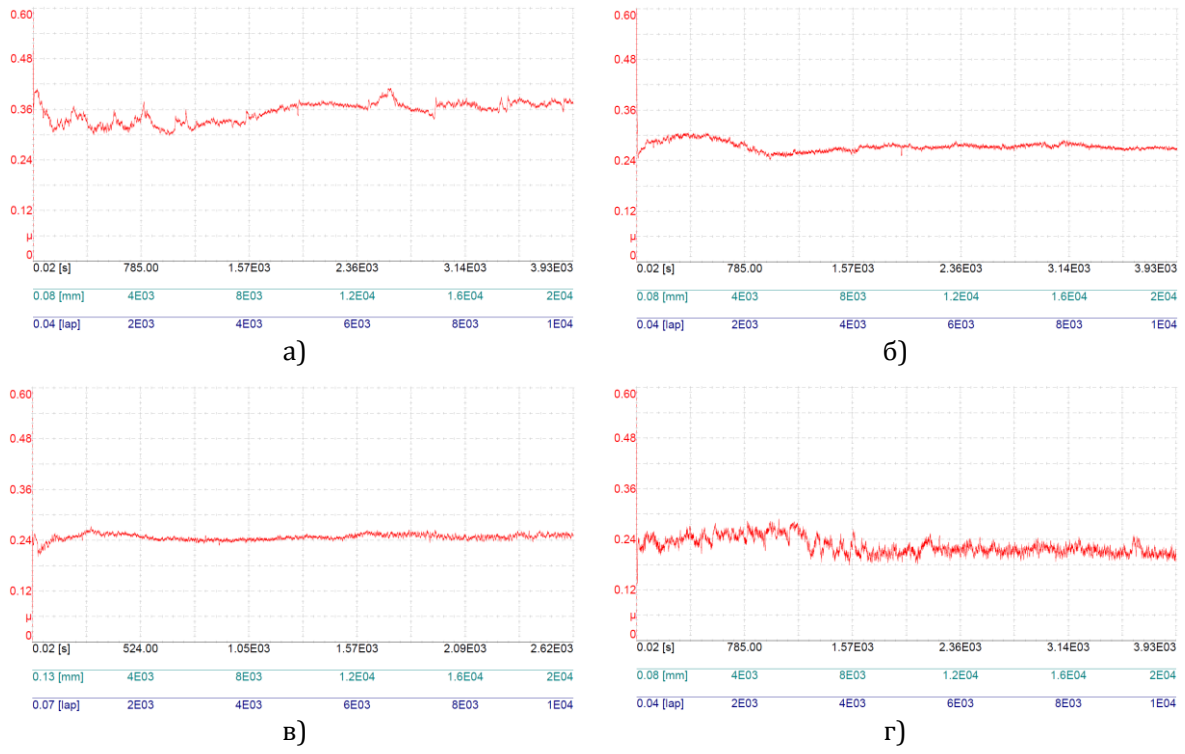 0.60
0.48
0.36
0.24
0.12
µ
0
0.02 [s] 785.00 1.57E03 2.36E03 3.14E03 3.93E03
0.08 [mm] 4E03 8E03 1.2E04 1.6E04 2E04
0.04 [lap] 2E03 4E03 6E03 8E03 1E04
а)
0.60
0.48
0.36
0.24
0.12
µ
0
0.02 [s] 785.00 1.57E03 2.36E03 3.14E03 3.93E03
0.08 [mm] 4E03 8E03 1.2E04 1.6E04 2E04
0.04 [lap] 2E03 4E03 6E03 8E03 1E04
б)
0.60
0.48
0.36
0.24
0.12
µ
0
0.02 [s] 524.00 1.05E03 1.57E03 2.09E03 2.62E03
0.13 [mm] 4E03 8E03 1.2E04 1.6E04 2E04
0.07 [lap] 2E03 4E03 6E03 8E03 1E04
в)
0.60
0.48
0.36
0.24
0.12
µ
0
0.02 [s] 785.00 1.57E03 2.36E03 3.14E03 3.93E03
0.08 [mm] 4E03 8E03 1.2E04 1.6E04 2E04
0.04 [lap] 2E03 4E03 6E03 8E03 1E04
г)